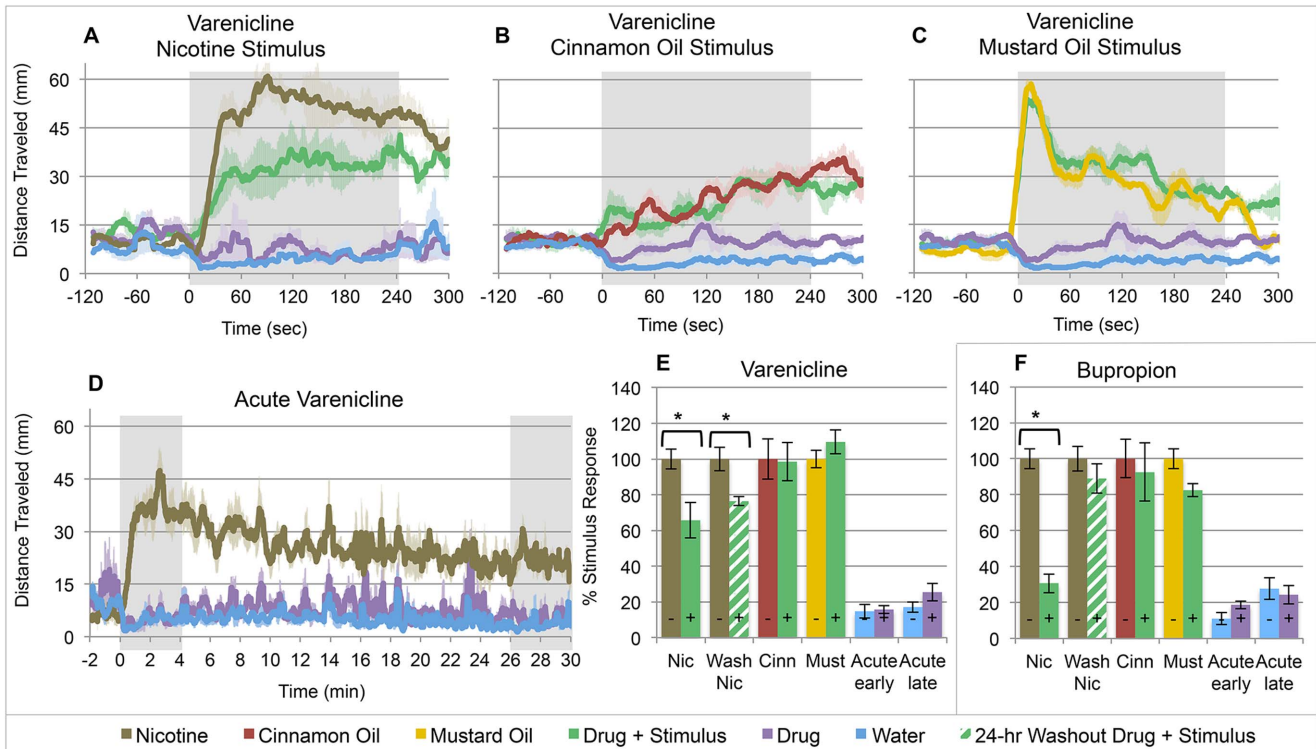 A
Varenicline
Nicotine Stimulus
Distance Traveled (mm)
60
45
30
15
0
-120 -60 0 60 120 180 240 300
Time (sec)
B
Varenicline
Cinnamon Oil Stimulus
-120 -60 0 60 120 180 240 300
Time (sec)
C
Varenicline
Mustard Oil Stimulus
-120 -60 0 60 120 180 240 300
Time (sec)
D
Acute Varenicline
Distance Traveled (mm)
60
45
30
15
0
-2 0 2 4 6 8 10 12 14 16 18 20 22 24 26 28 30
Time (min)
E
Varenicline
% Stimulus Response
140
120
100
80
60
40
20
0
* *
- + - + - + - + - + - +
Nic Wash Nic Cinn Must Acute early Acute late
F
Bupropion
140
120
100
80
60
40
20
0
*
- + - + - + - + - + - +
Nic Wash Nic Cinn Must Acute early Acute late
Nicotine Cinnamon Oil Mustard Oil Drug + Stimulus Drug Water 24-hr Washout Drug + Stimulus